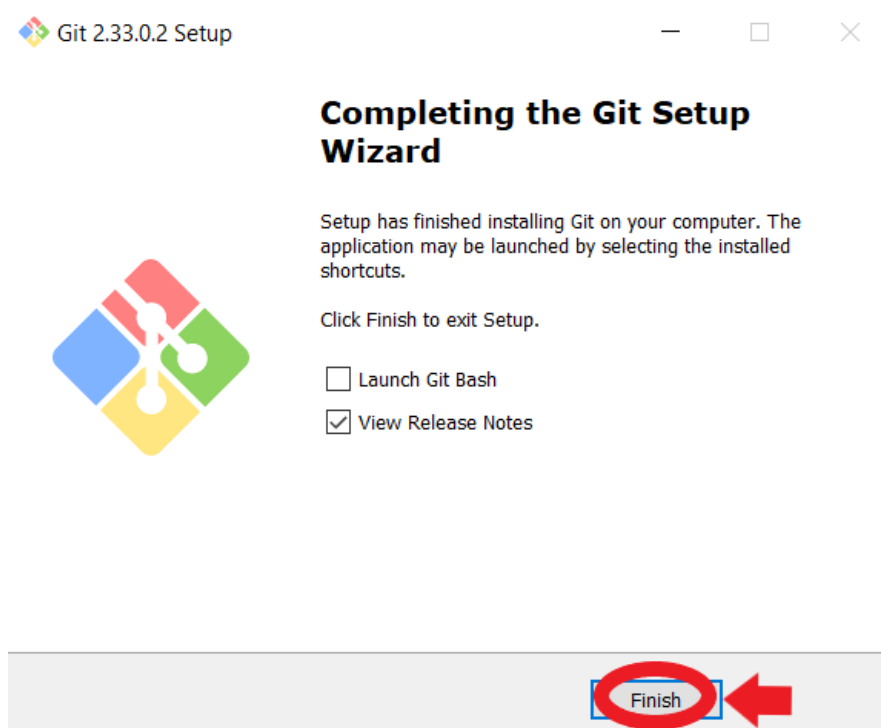 Git 2.33.0.2 Setup
Completing the Git Setup
Wizard
Setup has finished installing Git on your computer. The
application may be launched by selecting the installed
shortcuts.
Click Finish to exit Setup.
Launch Git Bash
View Release Notes
Finish